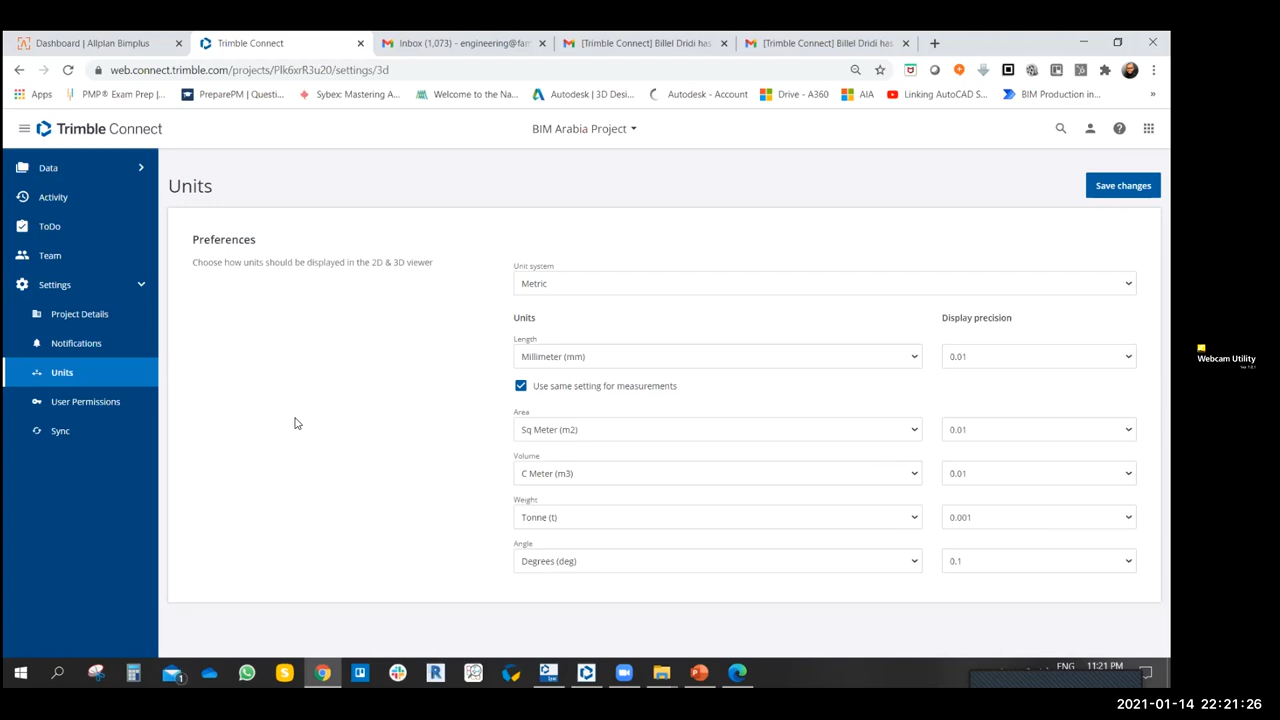 Dashboard | Allplan Bimplus
Trimble Connect
Inbox (1,073) - engineering@fam
[Trimble Connect] Billel Dridi has
[Trimble Connect] Billel Dridi has
web.connect.trimble.com/projects/Plk6xrR3u20/settings/3d
Apps
PMP® Exam Prep |...
PreparePM | Questi...
Sybex: Mastering A...
Welcome to the Na...
Autodesk | 3D Desi...
Autodesk - Account
Drive - A360
AIA
Linking AutoCAD S...
BIM Production in...
»
Trimble Connect
BIM Arabia Project
Data
Activity
ToDo
Team
Settings
Project Details
Notifications
Units
User Permissions
Sync
Units
Save changes
Preferences
Choose how units should be displayed in the 2D & 3D viewer
Unit system
Metric
Units
Display precision
Length
Millimeter (mm)
0.01
Use same setting for measurements
Area
Sq Meter (m2)
0.01
Volume
C Meter (m3)
0.01
Weight
Tonne (t)
0.001
Angle
Degrees (deg)
0.1
Webcam Utility
ENG
11:21 PM
2021-01-14 22:21:26